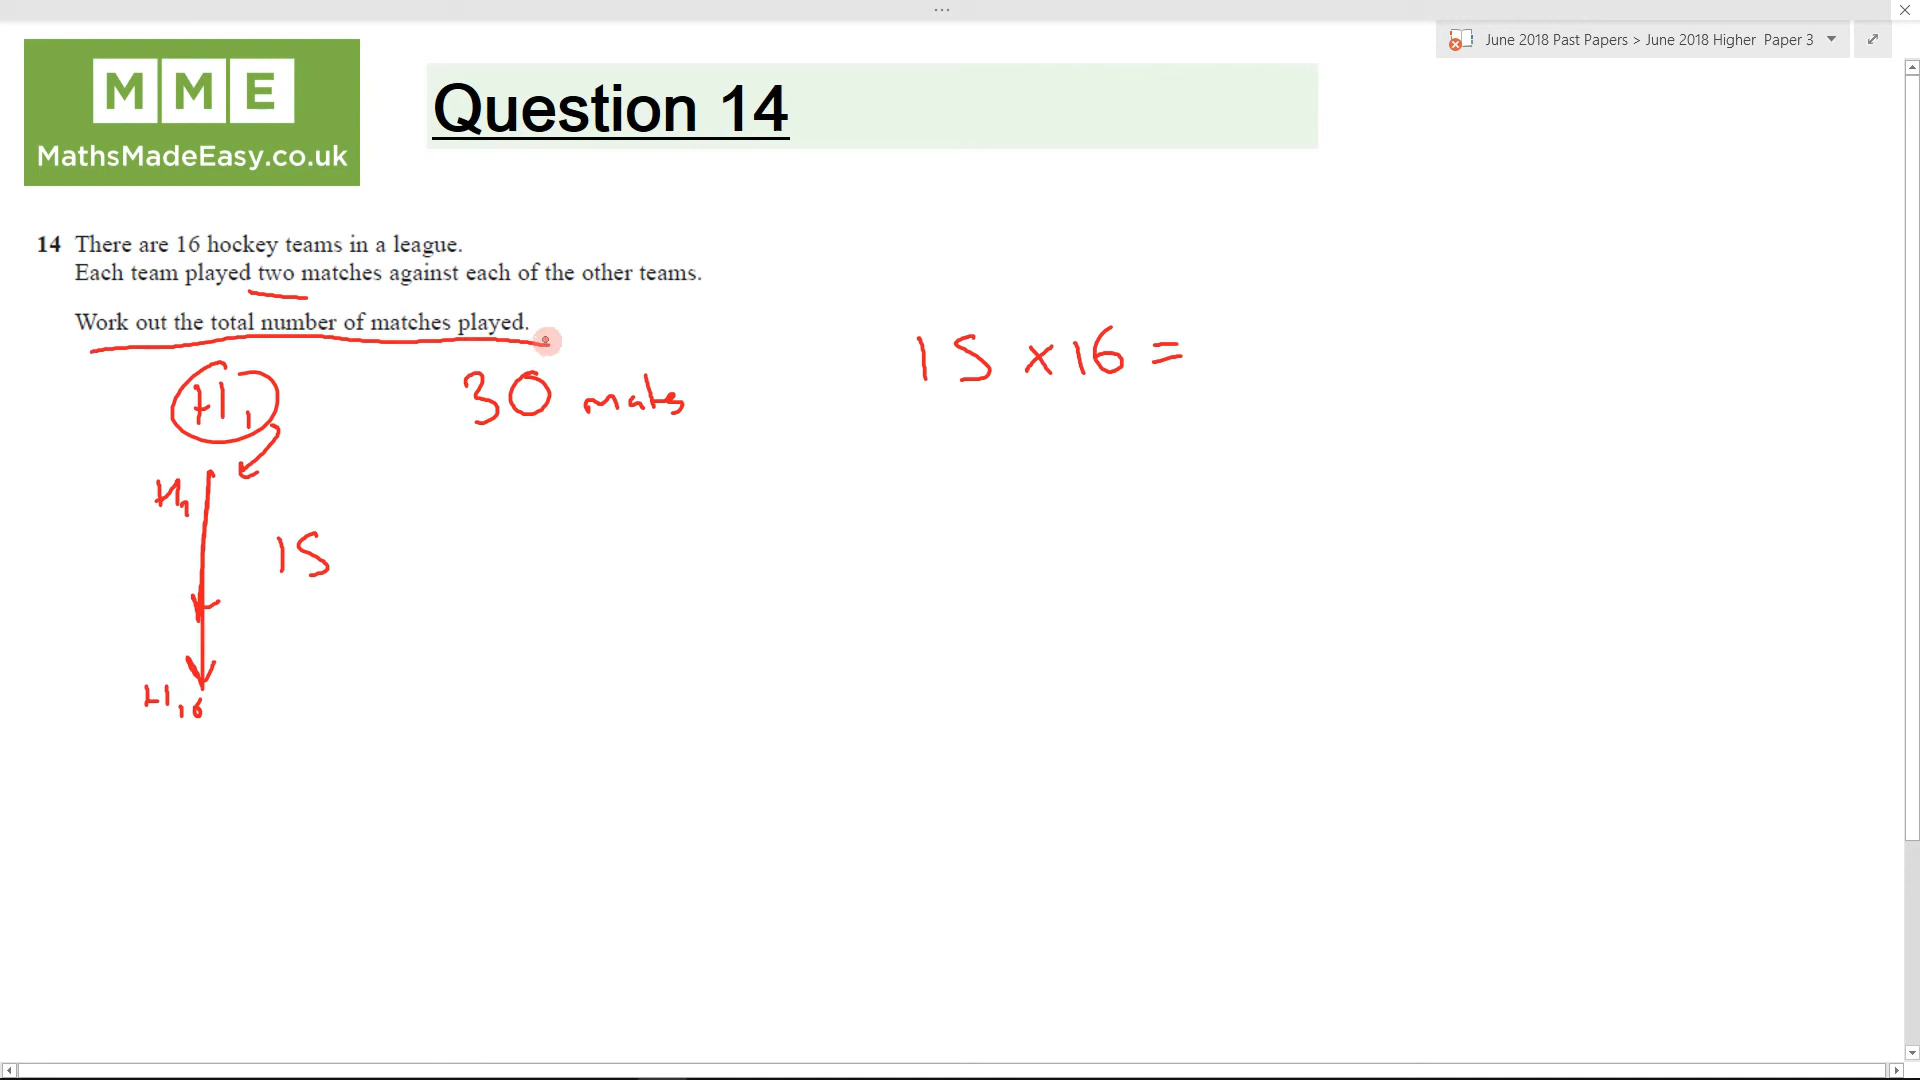 June 2018 Past Papers > June 2018 Higher Paper 3
MME
MathsMadeEasy.co.uk
Question 14
14 There are 16 hockey teams in a league.
Each team played two matches against each of the other teams.
Work out the total number of matches played.
15 × 16 =
H1
30
H16
15